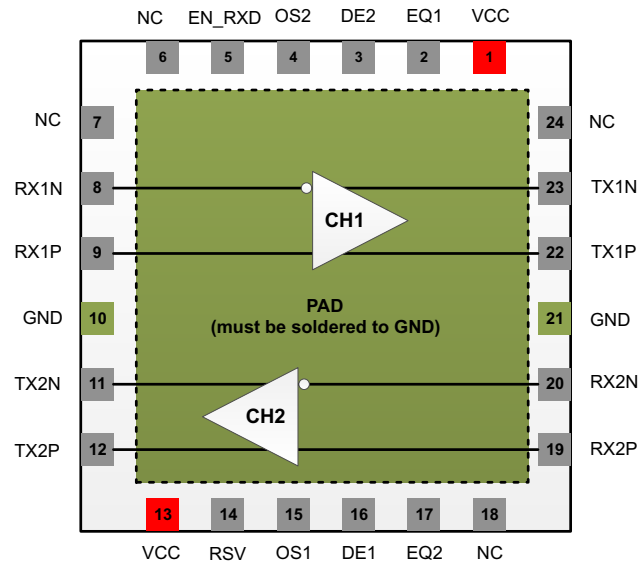 NC EN_RXD OS2 DE2 EQ1 VCC
6 5 4 3 2 1
NC 7 24 NC
RX1N 8 23 TX1N
CH1
RX1P 9 22 TX1P
GND 10 PAD 21 GND
(must be soldered to GND)
TX2N 11 20 RX2N
CH2
TX2P 12 19 RX2P
13 14 15 16 17 18
VCC RSV OS1 DE1 EQ2 NC